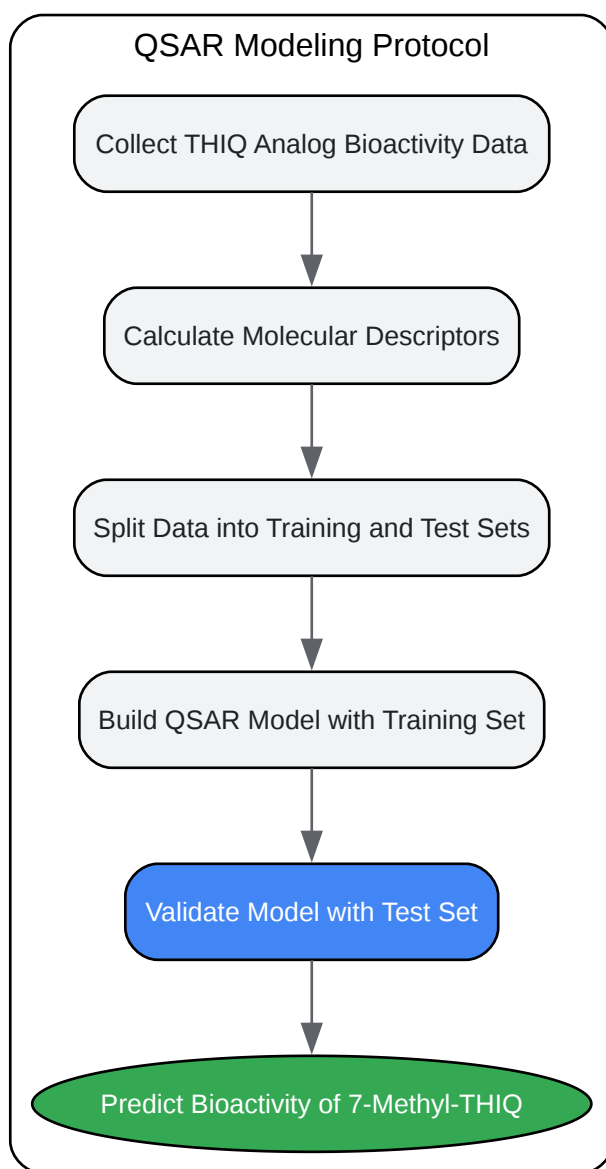 QSAR Modeling Protocol
Collect THIQ Analog Bioactivity Data
Calculate Molecular Descriptors
Split Data into Training and Test Sets
Build QSAR Model with Training Set
Validate Model with Test Set
Predict Bioactivity of 7-Methyl-THIQ